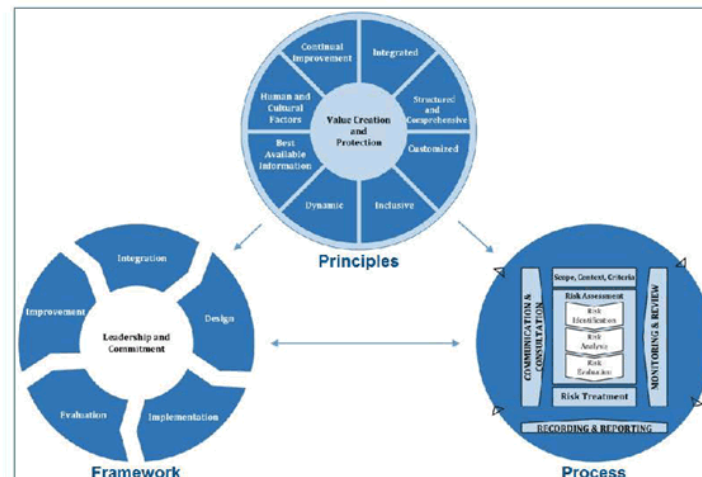 Continual
Improvement
Integrated
Human and
Cultural
Factors
Structured
and
Comprehensive
Value Creation
and
Protection
Best
Available
Information
Customized
Dynamic
Inclusive
Principles
Integration
Improvement
Design
Leadership and
Commitment
Evaluation
Implementation
Framework
Scope, Context, Criteria
Risk Assessment
Risk
Identification
Risk
Analysis
Risk
Evaluation
Risk Treatment
COMMUNICATION &
CONSULTATION
MONITORING & REVIEW
RECORDING & REPORTING
Process